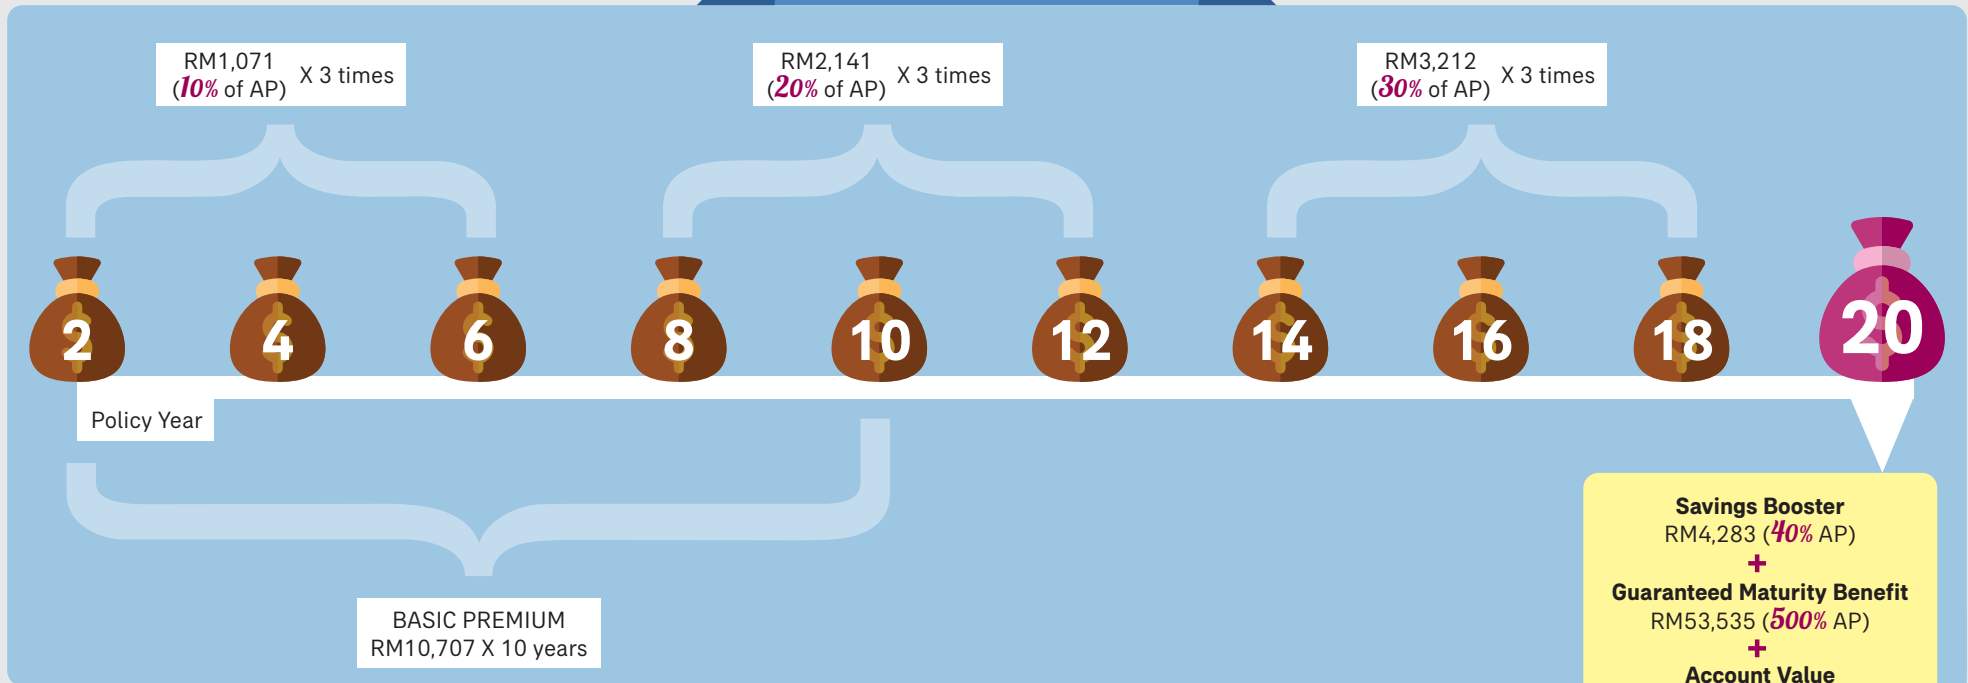 RM1,071
(10% of AP) X 3 times
RM2,141
(20% of AP) X 3 times
RM3,212
(30% of AP) X 3 times
2 4 6 8 10 12 14 16 18 20
Policy Year
BASIC PREMIUM
RM10,707 X 10 years
Savings Booster
RM4,283 (40% AP)
+
Guaranteed Maturity Benefit
RM53,535 (500% AP)
+
Account Value